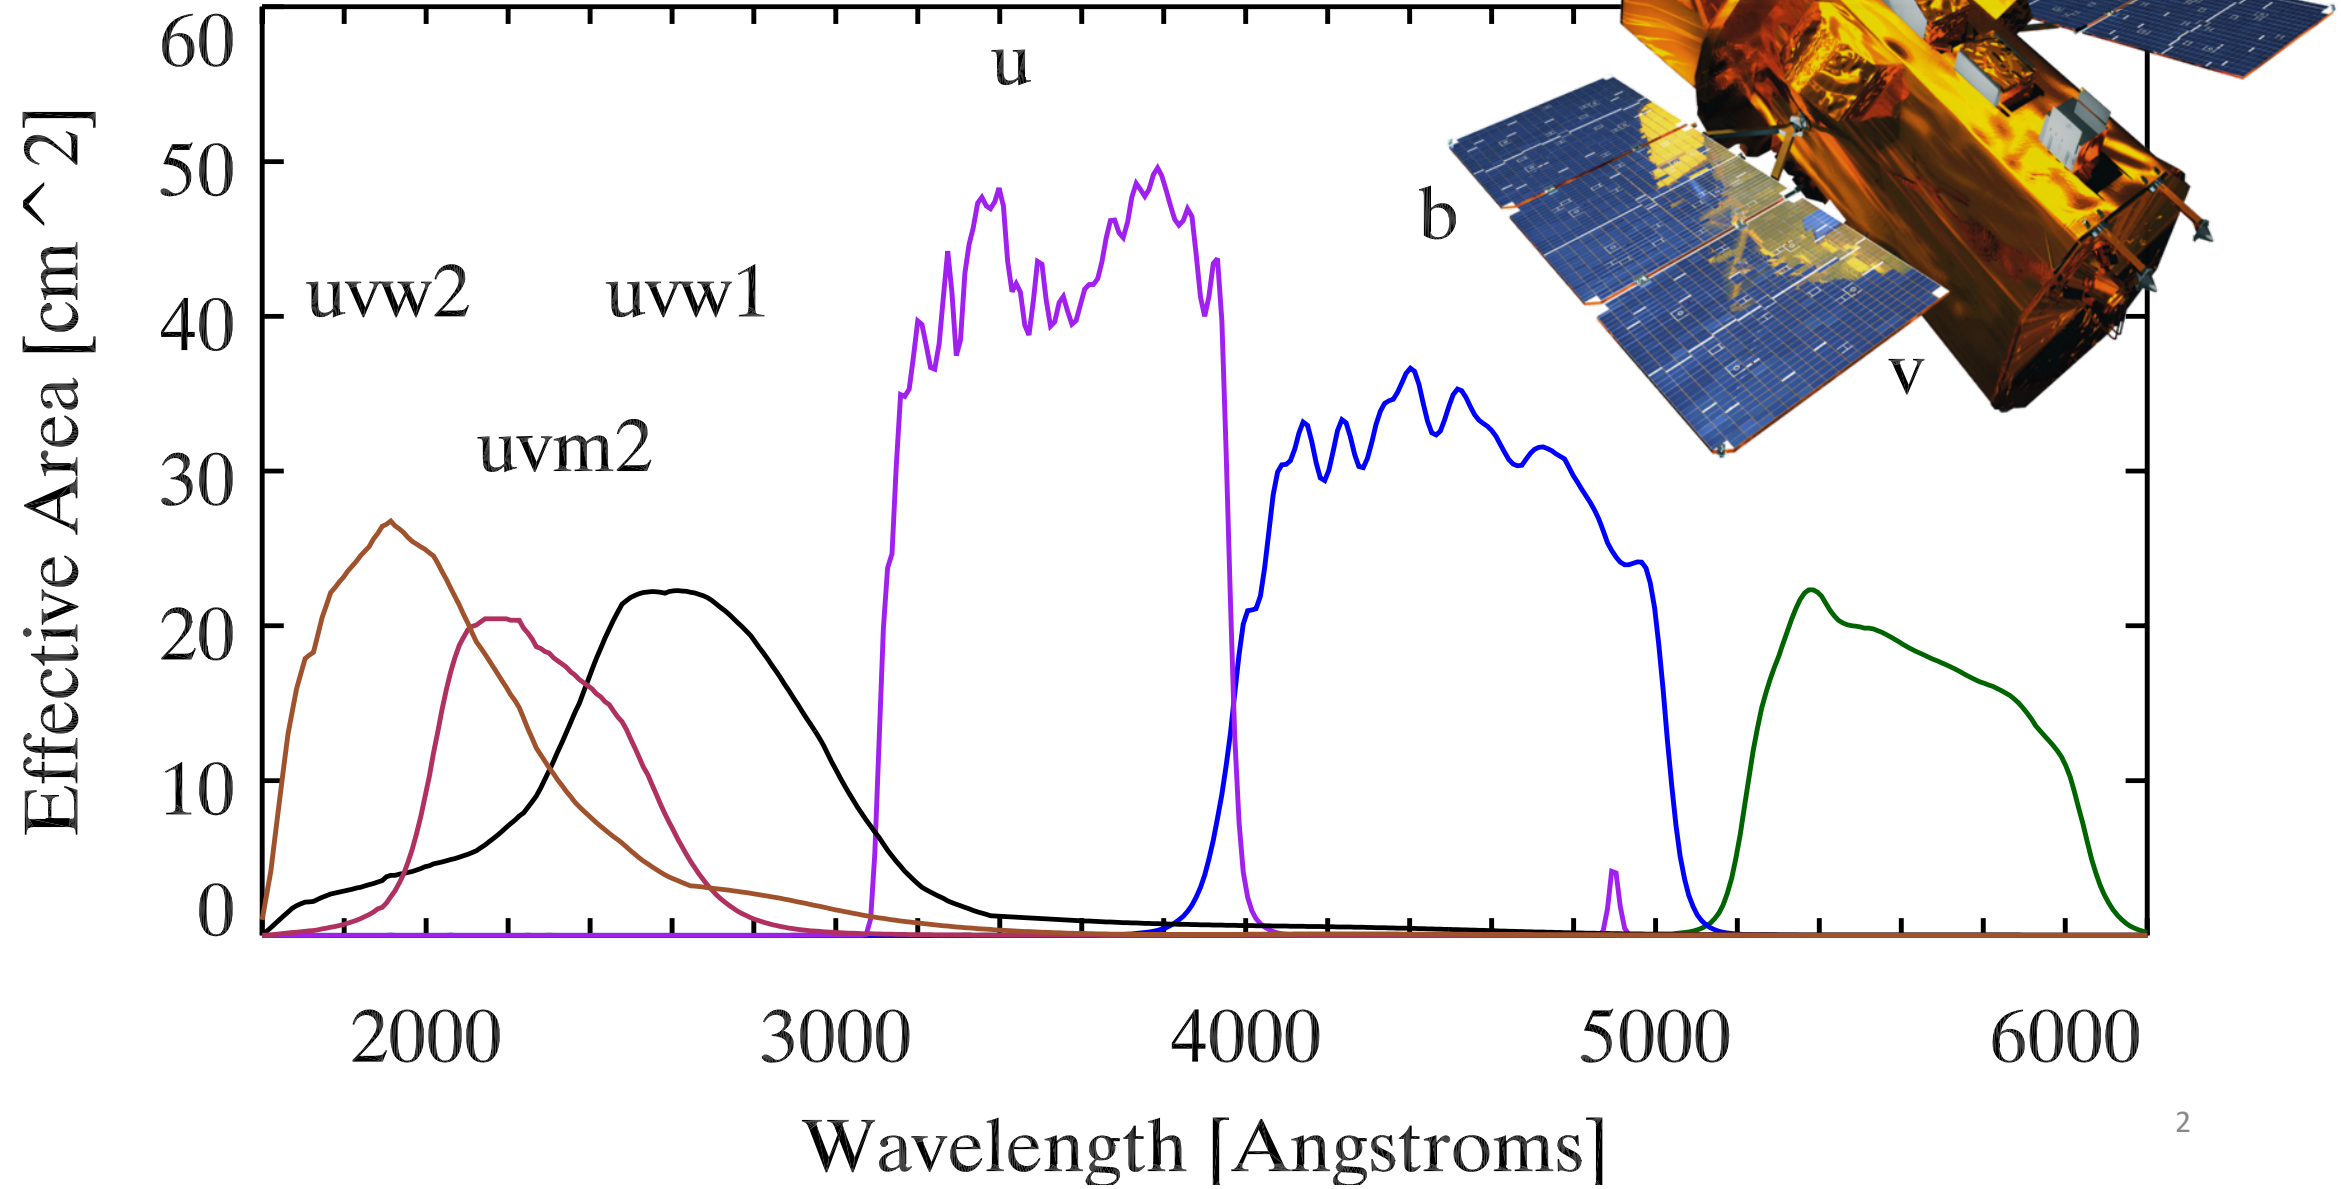 60
u
50
b
uvw2
uvw1
40
v
uvm2
30
20
10
0
Effective Area [cm^2]
2000 3000 4000 5000 6000
Wavelength [Angstroms]
2